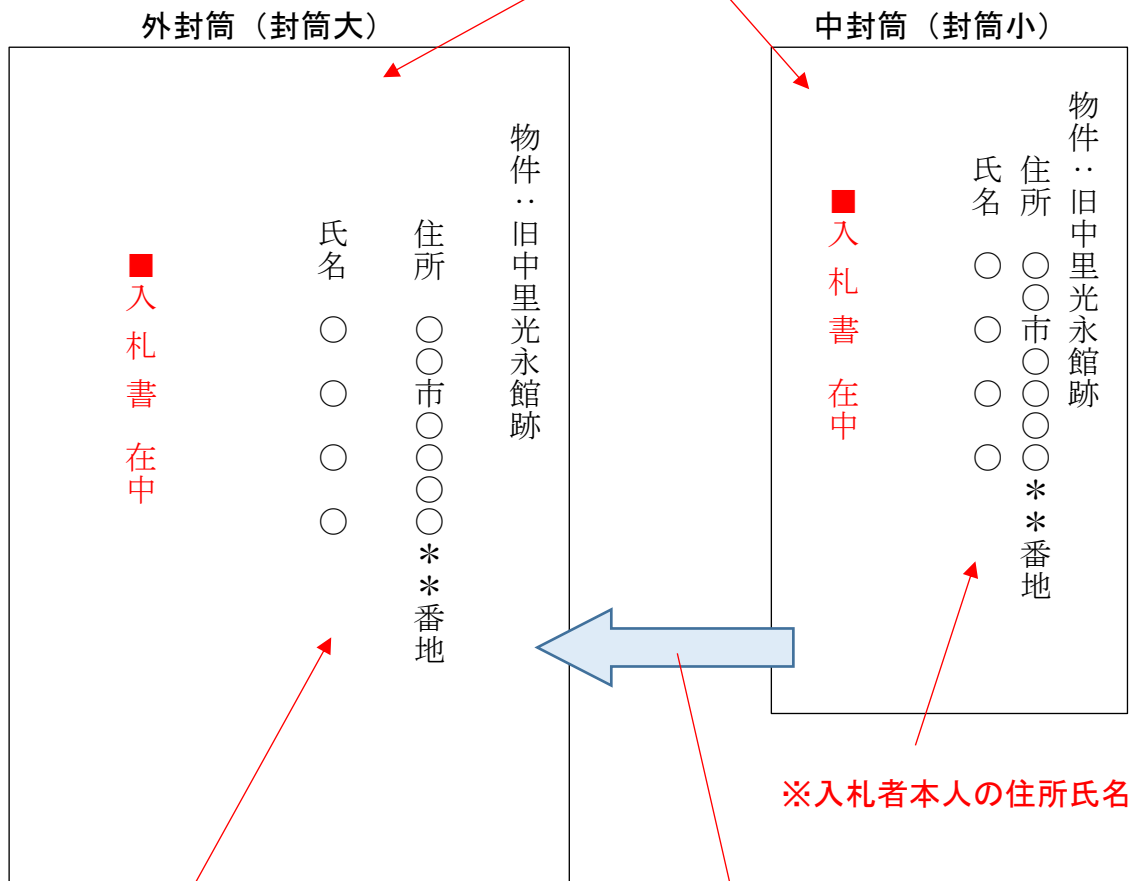 外封筒（封筒大）
物件：旧中里光永館跡
住所　〇〇市〇〇〇〇＊＊番地
氏名　〇　〇　〇　〇
■入 札 書 在中
中封筒（封筒小）
物件：旧中里光永館跡
住所　〇〇市〇〇〇〇＊＊番地
氏名　〇　〇　〇　〇
■入 札 書 在中
※入札者本人の住所氏名